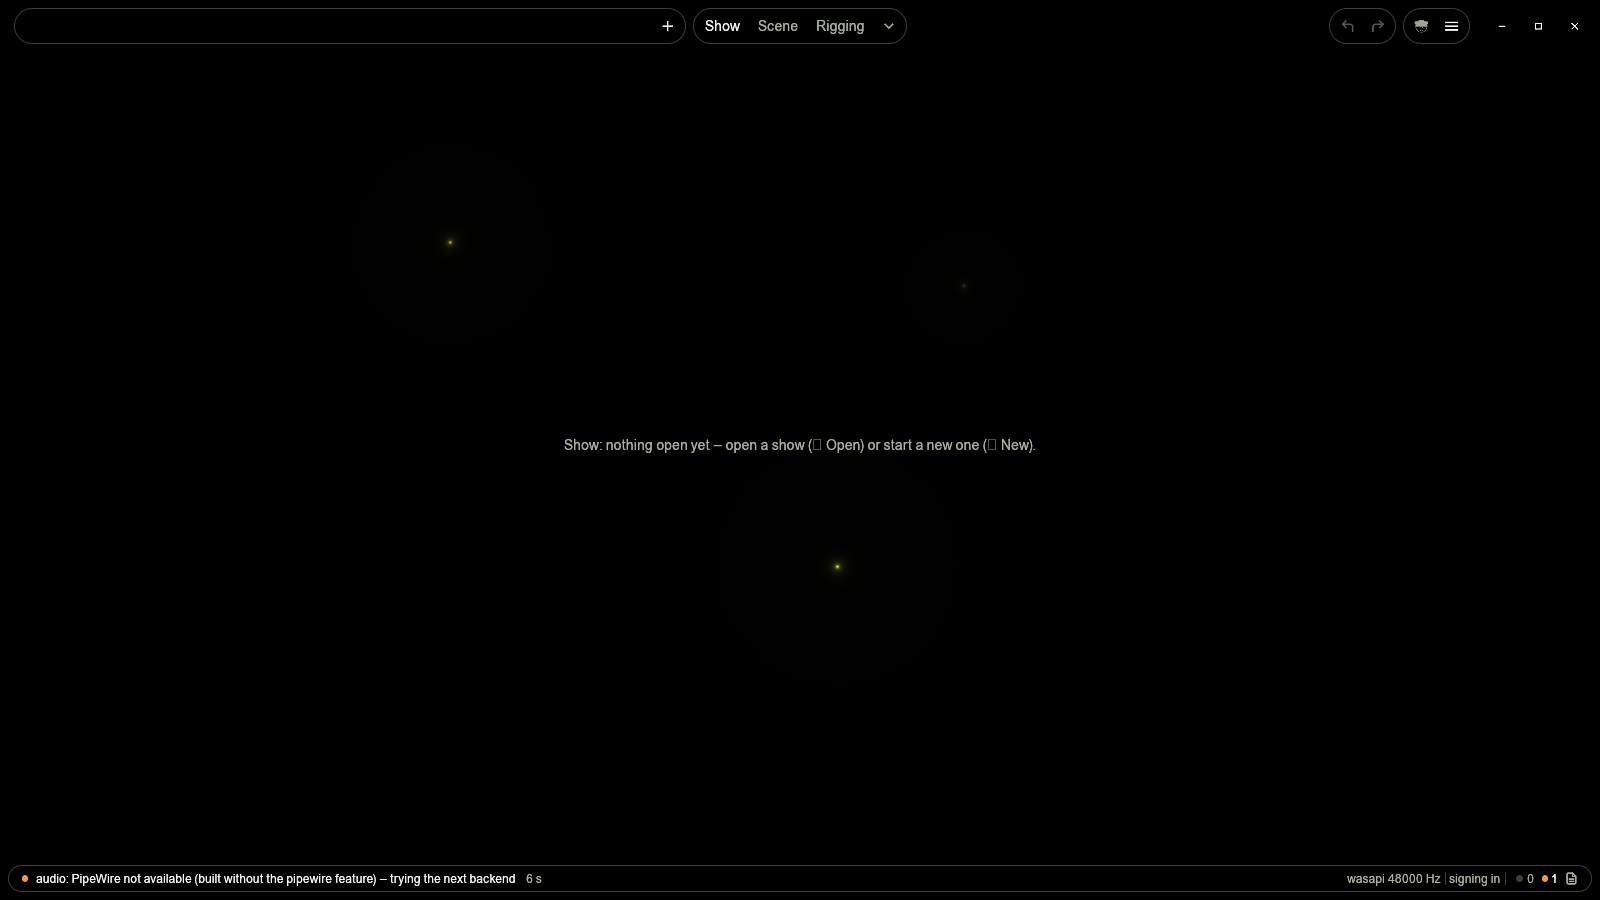 Show Scene Rigging
Show: nothing open yet – open a show (▯ Open) or start a new one (▯ New).
audio: PipeWire not available (built without the pipewire feature) – trying the next backend 6 s
wasapi 48000 Hz signing in 0 1